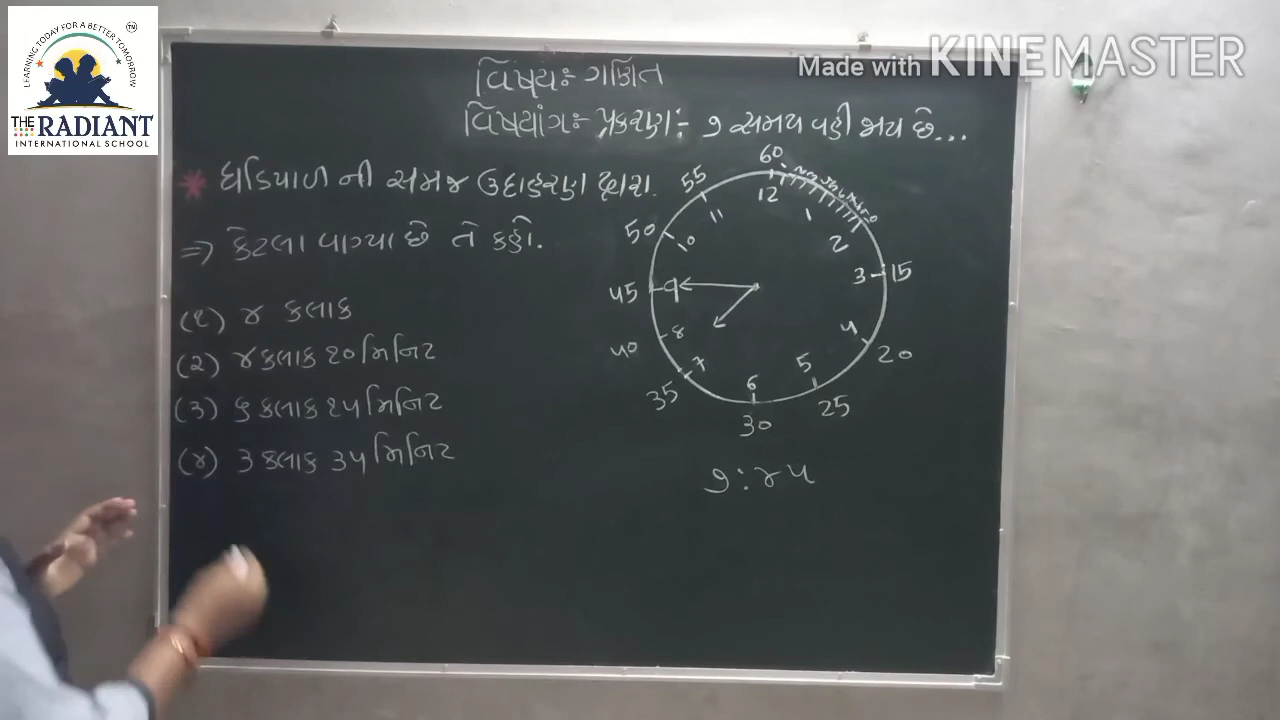 LEARNING TODAY FOR A BETTER TOMORROW
TM
THE RADIANT
INTERNATIONAL SCHOOL
Made with KINEMASTER
વિષયઃ- ગણિત
વિષયાંગઃ- પ્રકરણ:- ૭ સમય વહી જાય છે...
* ઘડિયાળ ની સમજ ઉદાહરણ દ્વારા.
⇒ કેટલા વાગ્યા છે તે કહો.
(૧) ૪ કલાક
(૨) ૪ કલાક ૨૦ મિનિટ
(૩) ૬ કલાક ૨૫ મિનિટ
(૪) ૩ કલાક ૩૫ મિનિટ
60
55
12
11
1
50
10
2
45
9
3
15
40
8
4
20
35
7
5
25
6
30
૭:૪૫